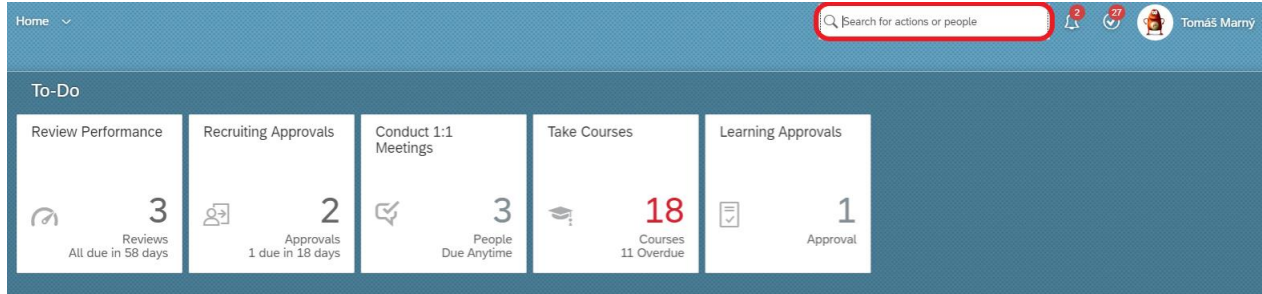 Home
Search for actions or people
2
27
Tomáš Marný
To-Do
Review Performance
3
Reviews
All due in 58 days
Recruiting Approvals
2
Approvals
1 due in 18 days
Conduct 1:1
Meetings
3
People
Due Anytime
Take Courses
18
Courses
11 Overdue
Learning Approvals
1
Approval